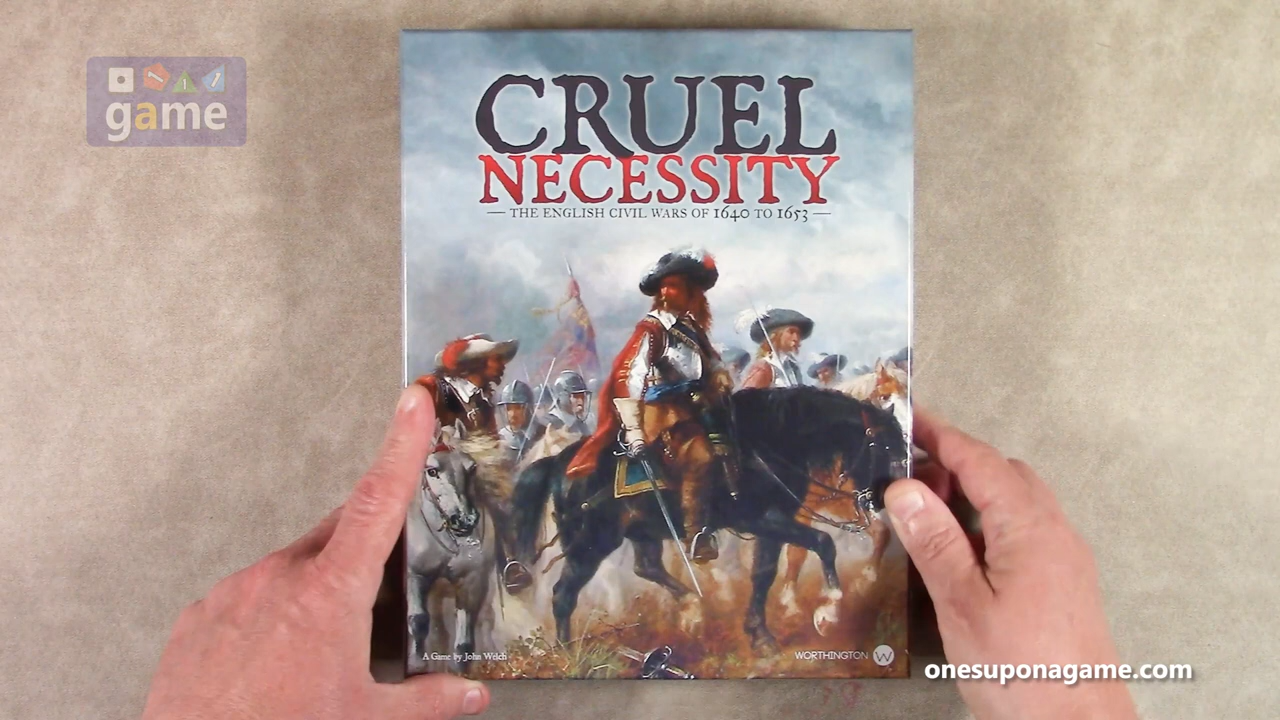 game
CRUEL
NECESSITY
THE ENGLISH CIVIL WARS OF 1640 TO 1653
A Game by John Welch
WORTHINGTON W
onesuponagame.com